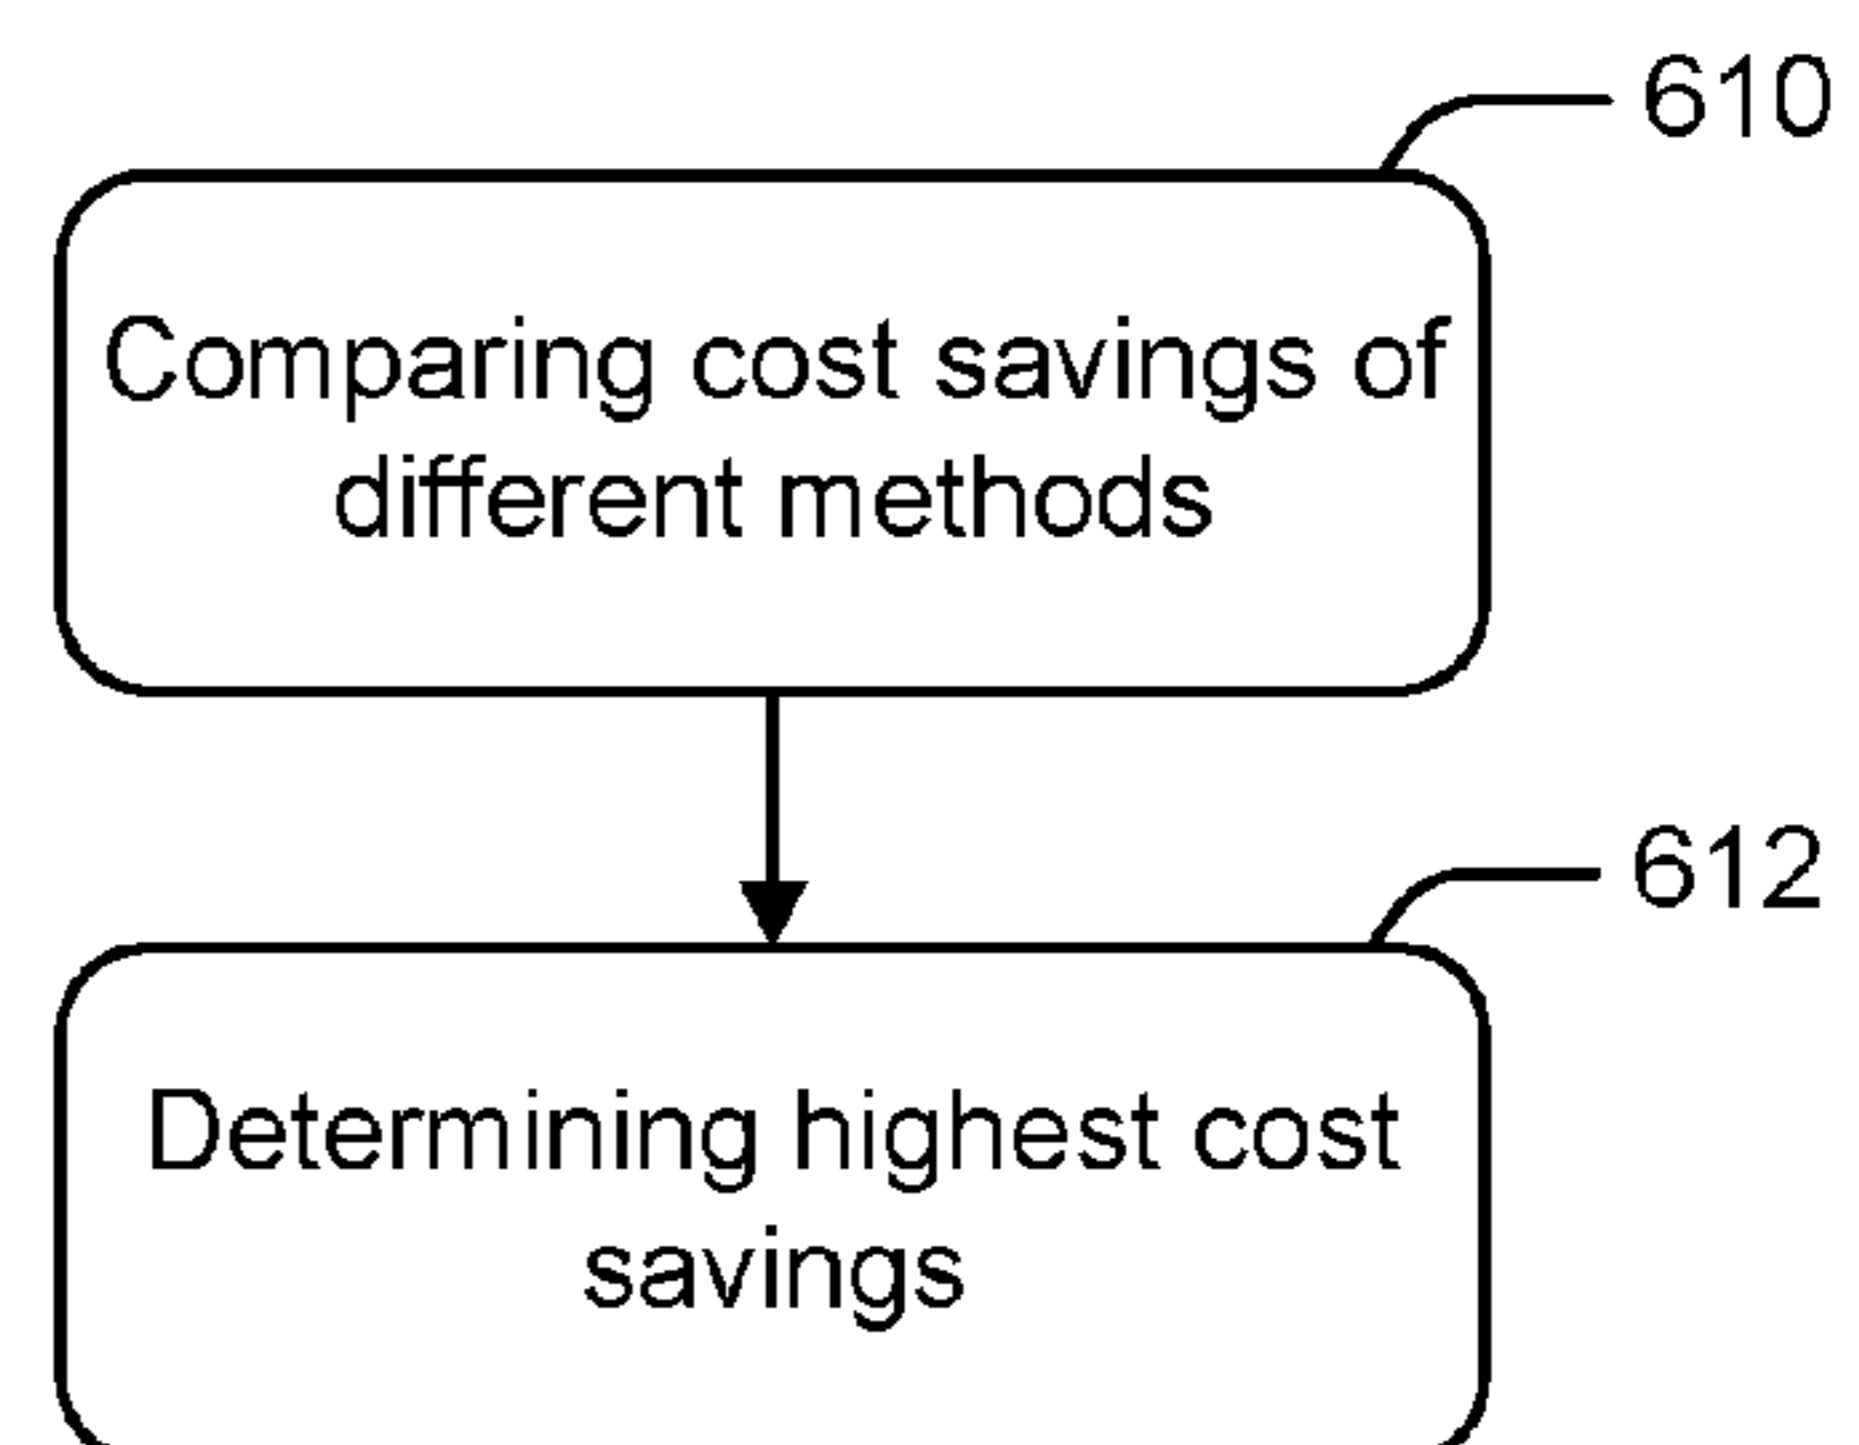 610
Comparing cost savings of
different methods
612
Determining highest cost
savings